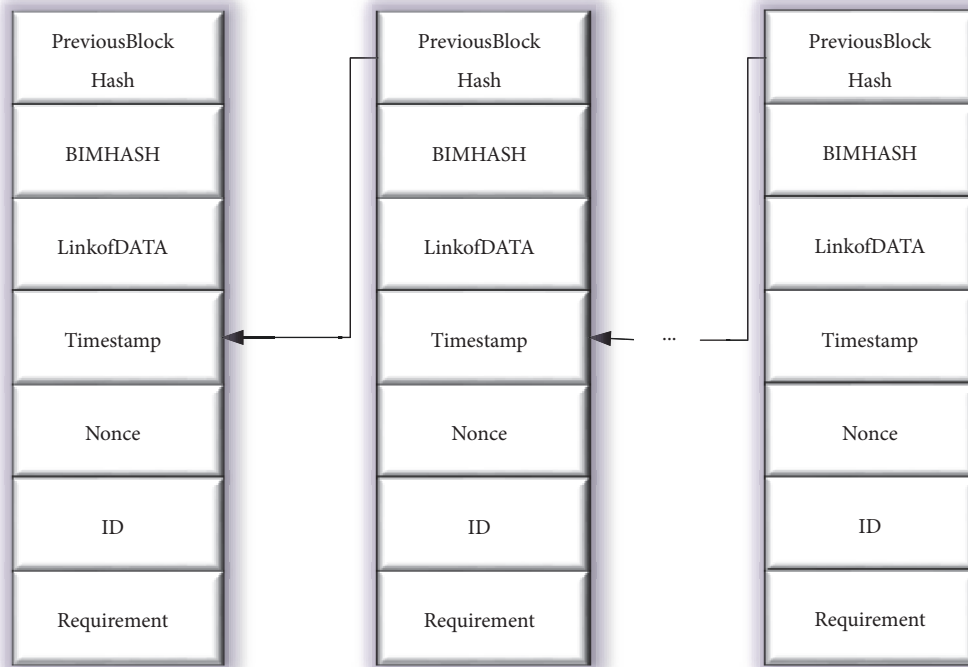 PreviousBlock
Hash
BIMHASH
LinkofDATA
Timestamp
Nonce
ID
Requirement
PreviousBlock
Hash
BIMHASH
LinkofDATA
Timestamp
Nonce
ID
Requirement
...
PreviousBlock
Hash
BIMHASH
LinkofDATA
Timestamp
Nonce
ID
Requirement